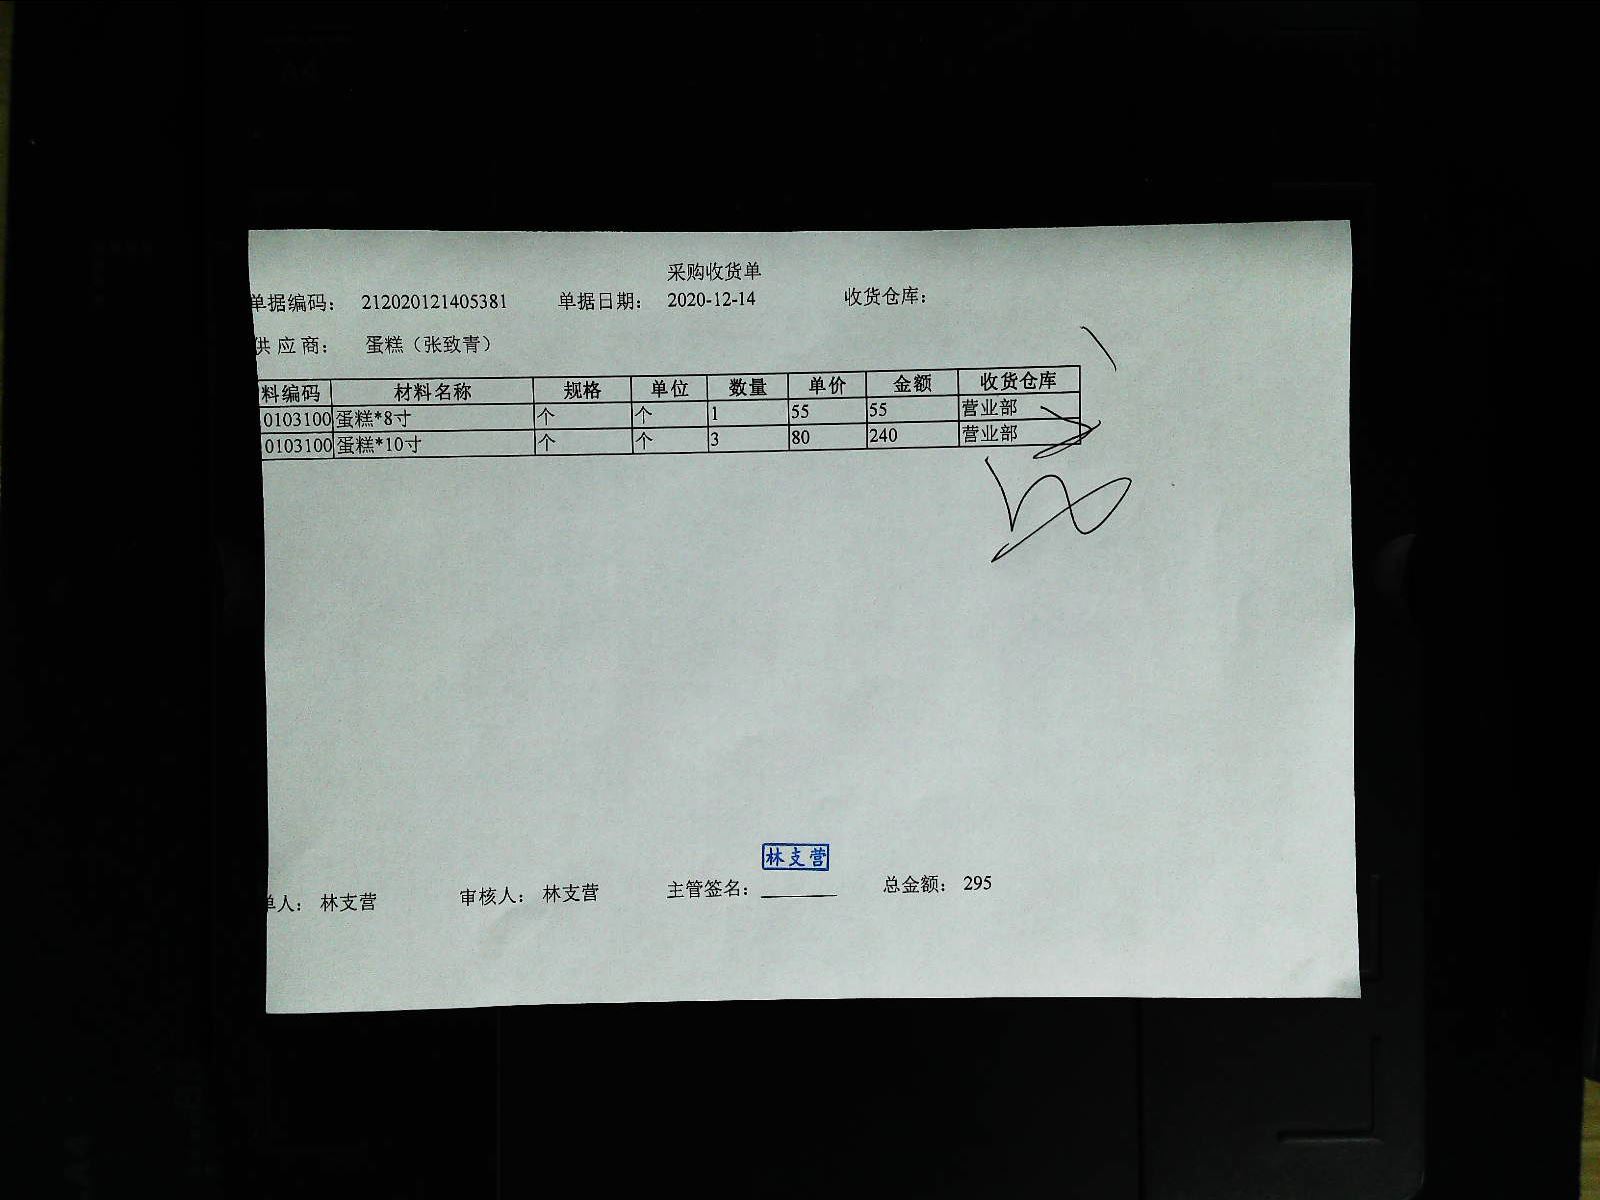 采购收货单
单据编码： 212020121405381 单据日期： 2020-12-14 收货仓库：
供 应 商： 蛋糕（张致青）
料编码 材料名称 规格 单位 数量 单价 金额 收货仓库
0103100 蛋糕*8寸 个 个 1 55 55 营业部
0103100 蛋糕*10寸 个 个 3 80 240 营业部
林支营
单人： 林支营 审核人： 林支营 主管签名： 总金额： 295